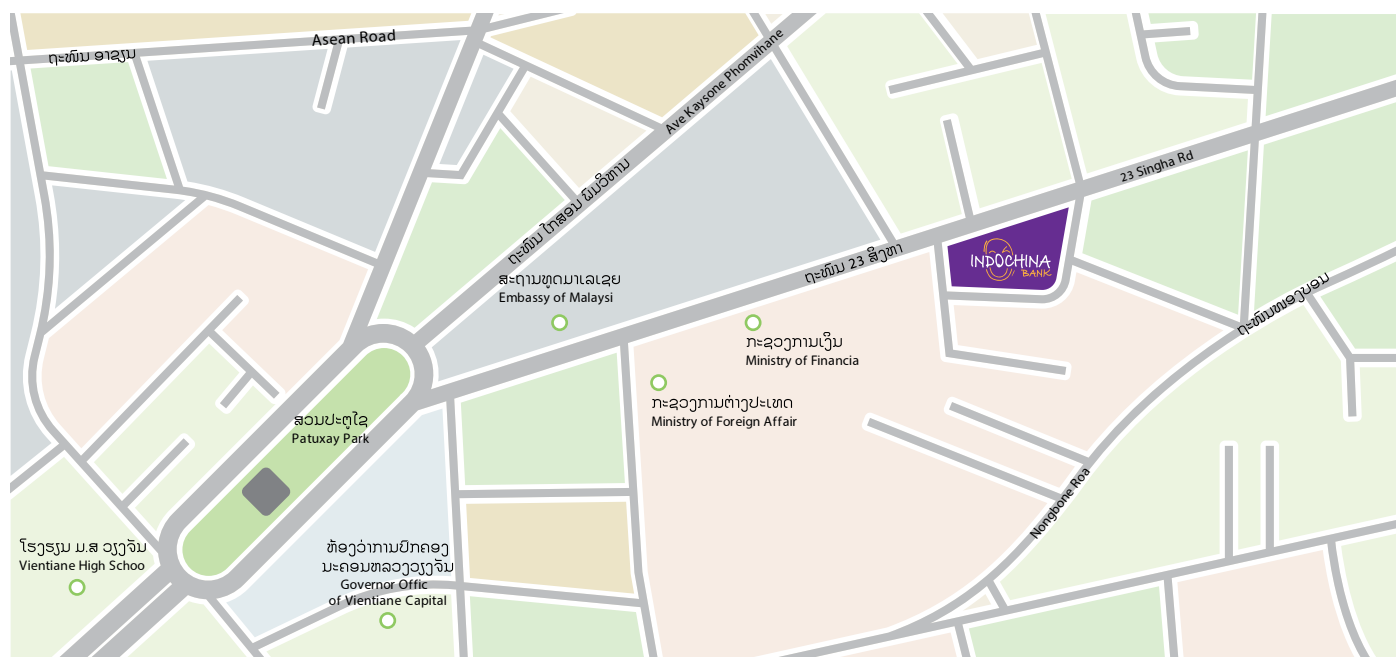 Asean Road
ຖະໜົນ ອາຊຽນ
Ave Kaysone Phomvihane
ຖະໜົນ ໄກສອນ ພົມວິຫານ
23 Singha Rd
ຖະໜົນ 23 ສິງຫາ
INDOCHINA
BANK
ສະຖານທູດມາເລເຊຍ
Embassy of Malaysi
ຖະໜົນໜອງບອນ
ກະຊວງການເງິນ
Ministry of Financia
ກະຊວງການຕ່າງປະເທດ
Ministry of Foreign Affair
ສວນປະຕູໄຊ
Patuxay Park
Nongbone Roa
ໂຮງຮຽນ ມ.ສ ວຽງຈັນ
Vientiane High Schoo
ຫ້ອງວ່າການປົກຄອງ
ນະຄອນຫລວງວຽງຈັນ
Governor Offic
of Vientiane Capital